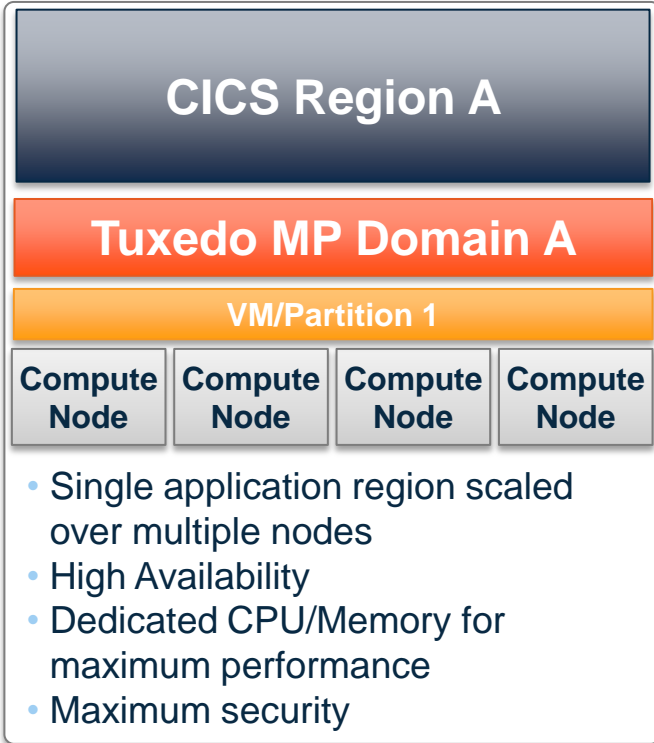 CICS Region A
Tuxedo MP Domain A
VM/Partition 1
Compute Node
Compute Node
Compute Node
Compute Node
• Single application region scaled
over multiple nodes
• High Availability
• Dedicated CPU/Memory for
maximum performance
• Maximum security